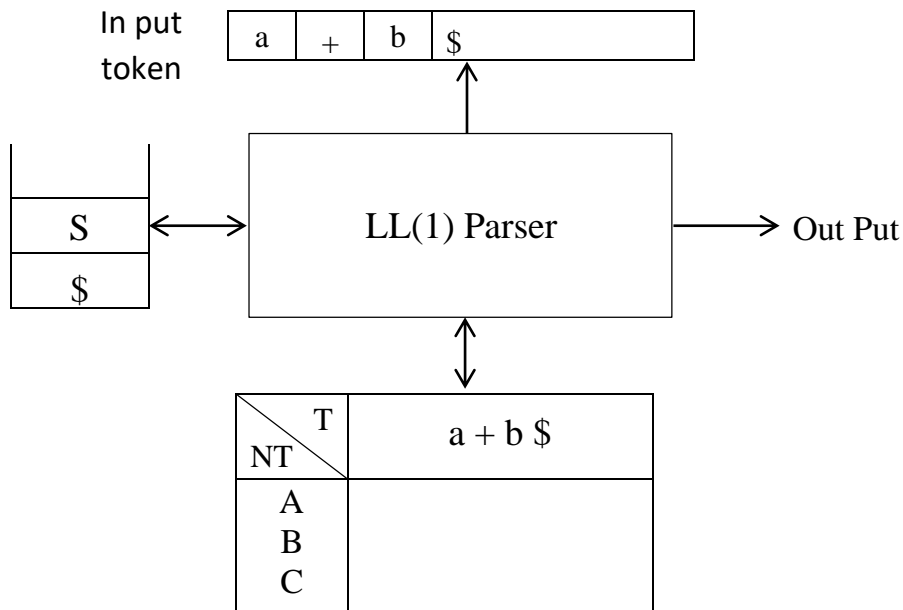 In put
token
a + b $
S
$
LL(1) Parser
Out Put
T
NT
a + b $
A
B
C